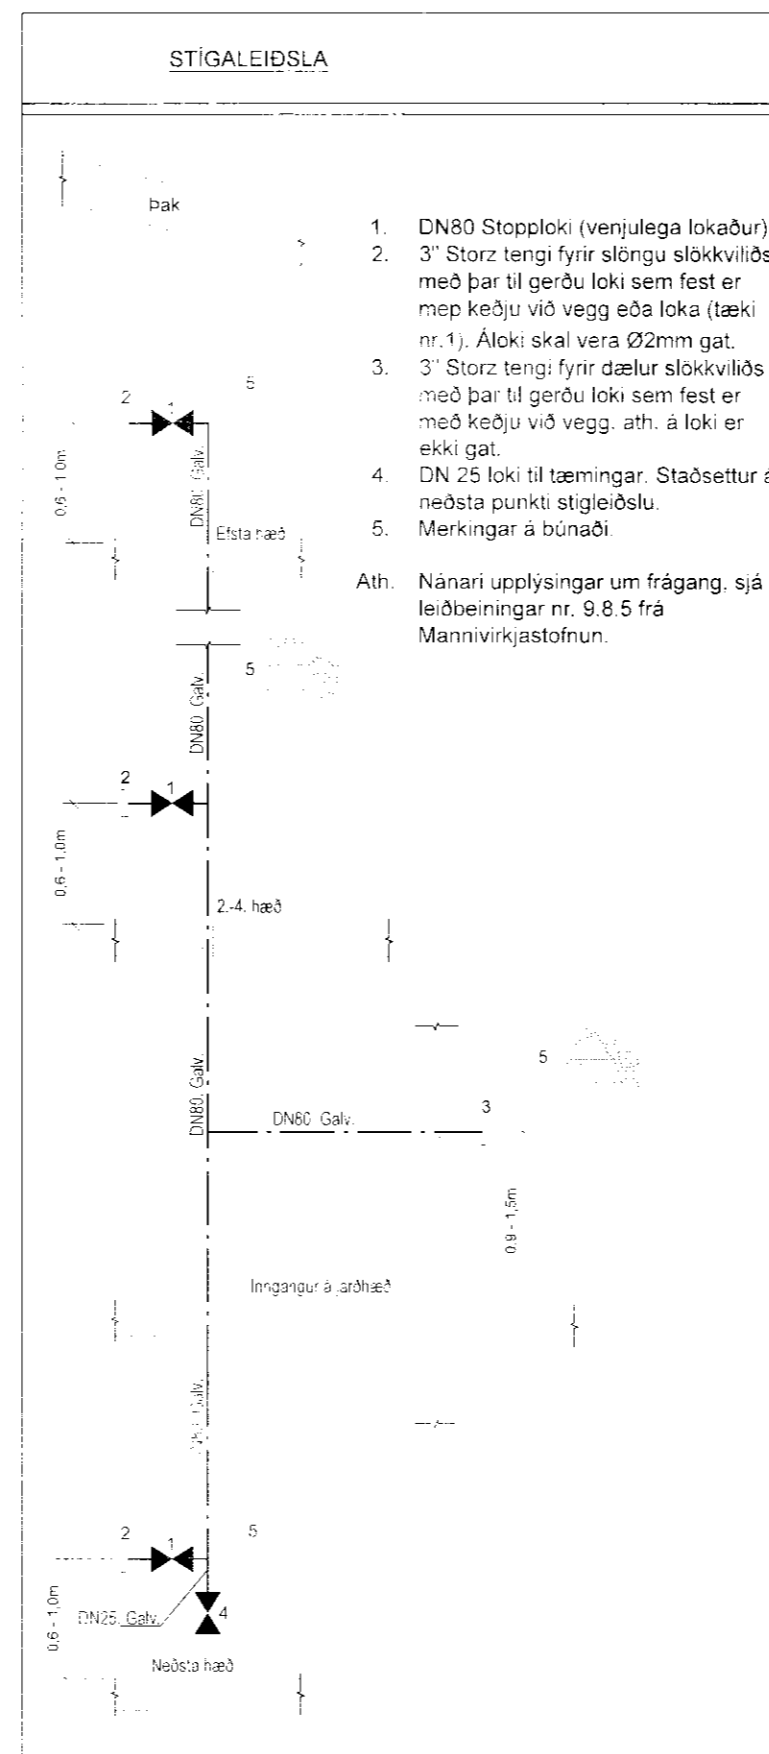 STÍGALEIÐSLA
Þak
1. DN80 Stopploki (venjulega lokaður)
2. 3" Storz tengi fyrir slöngu slökkviliðs
með þar til gerðu loki sem fest er
mep keðju við vegg eða loka (tæki
nr.1). Áloki skal vera Ø2mm gat.
3. 3" Storz tengi fyrir dælur slökkviliðs
með þar til gerðu loki sem fest er
með keðju við vegg. ath. á loki er
ekki gat.
4. DN 25 loki til tæmingar. Staðsettur á
neðsta punkti stigleiðslu.
5. Merkingar á búnaði.
Ath. Nánari upplýsingar um frágang, sjá
leiðbeiningar nr. 9.8.5 frá
Mannivirkjastofnun.
2
1
5
0,6 - 1,0m
DN80. Galv.
Efsta hæð
5
DN80. Galv.
2
1
0,6 - 1,0m
2.-4. hæð
5
DN80. Galv.
DN80. Galv.
3
0,9 - 1,5m
Inngangur á jarðhæð
Galv.
2
1
5
0,6 - 1,0m
DN25. Galv.
4
Neðsta hæð